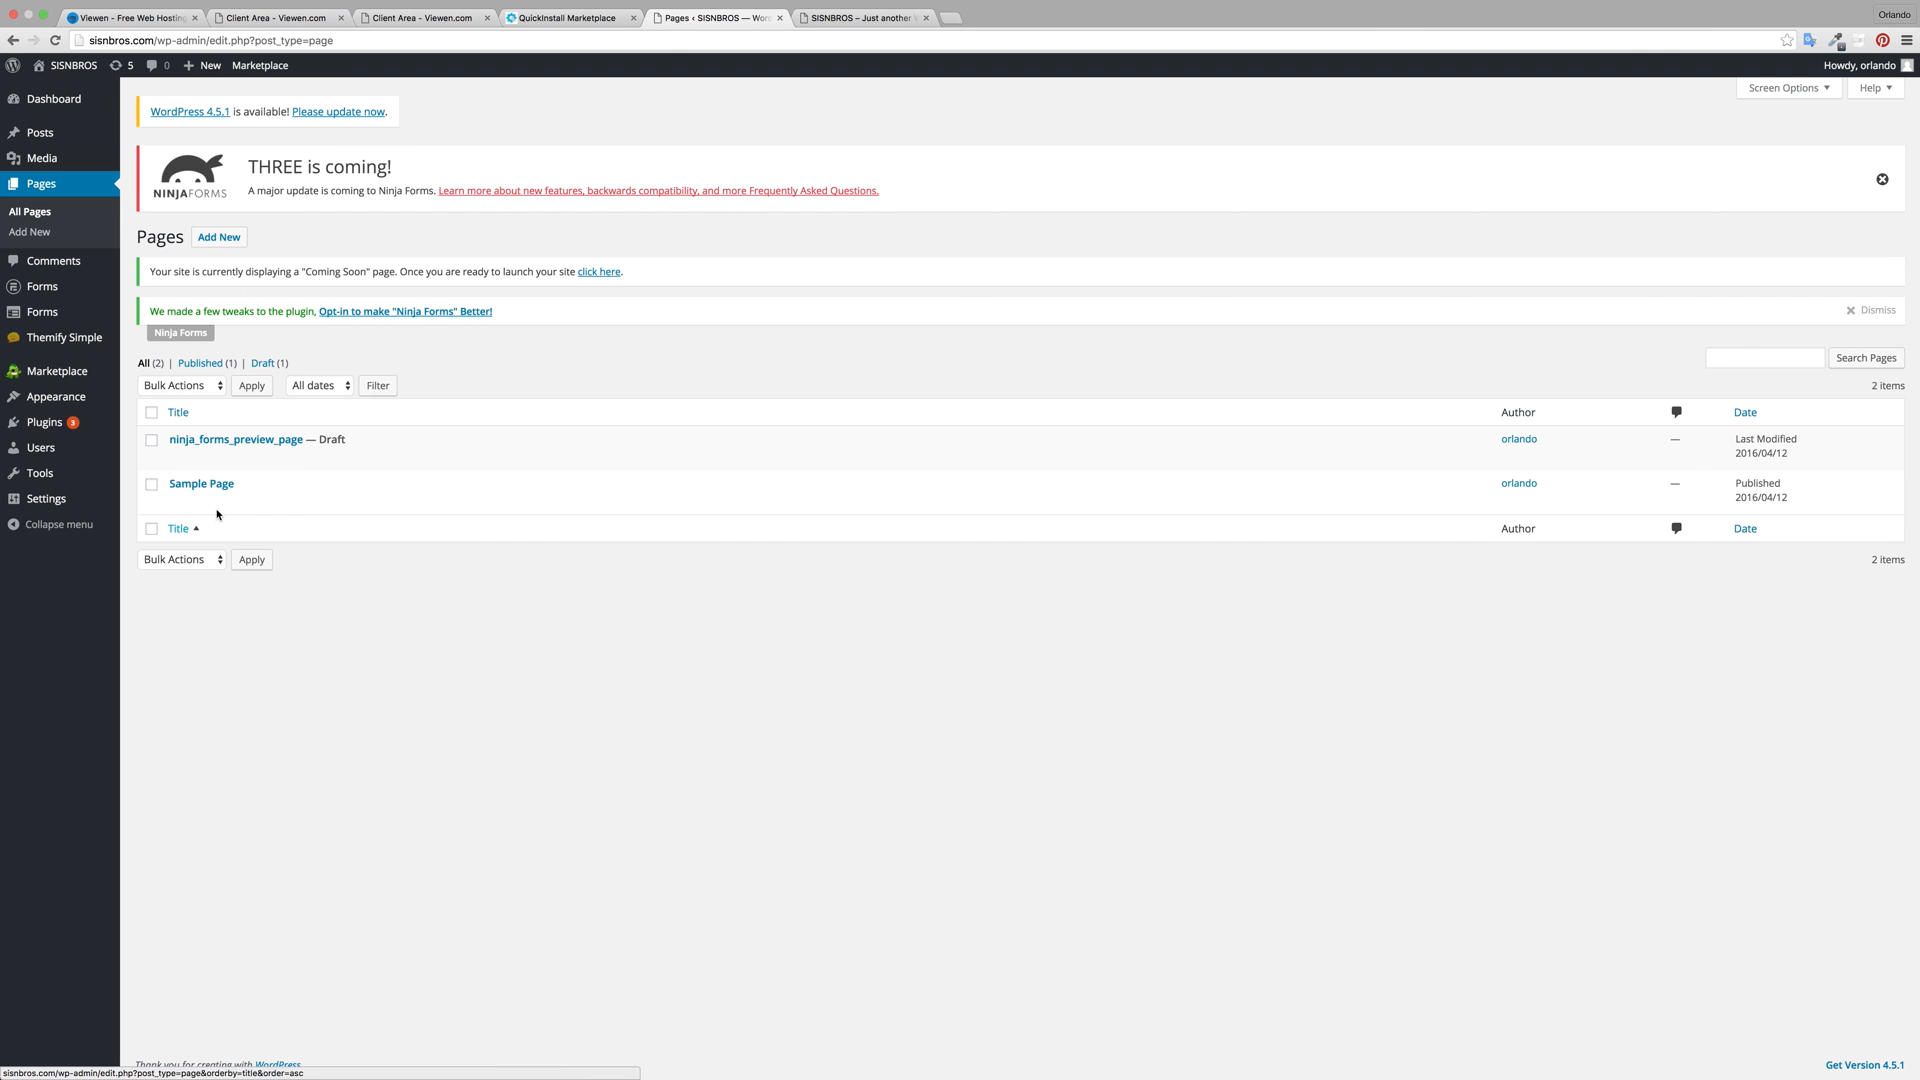 Viewen - Free Web Hosting
Client Area - Viewen.com
Client Area - Viewen.com
QuickInstall Marketplace
Pages ‹ SISNBROS — Wor
SISNBROS – Just another
Orlando
sisnbros.com/wp-admin/edit.php?post_type=page
SISNBROS 5 0 New Marketplace
Howdy, orlando
Screen Options
Help
Dashboard
Posts
Media
Pages
All Pages
Add New
Comments
Forms
Forms
Themify Simple
Marketplace
Appearance
Plugins 3
Users
Tools
Settings
Collapse menu
WordPress 4.5.1 is available! Please update now.
NINJAFORMS
THREE is coming!
A major update is coming to Ninja Forms. Learn more about new features, backwards compatibility, and more Frequently Asked Questions.
Pages Add New
Your site is currently displaying a "Coming Soon" page. Once you are ready to launch your site click here.
We made a few tweaks to the plugin, Opt-in to make "Ninja Forms" Better!
Dismiss
Ninja Forms
All (2) | Published (1) | Draft (1)
Search Pages
Bulk Actions Apply All dates Filter
2 items
Title Author Date
ninja_forms_preview_page — Draft orlando — Last Modified
2016/04/12
Sample Page orlando — Published
2016/04/12
Title Author Date
Bulk Actions Apply
2 items
Thank you for creating with WordPress
Get Version 4.5.1
sisnbros.com/wp-admin/edit.php?post_type=page&orderby=title&order=asc